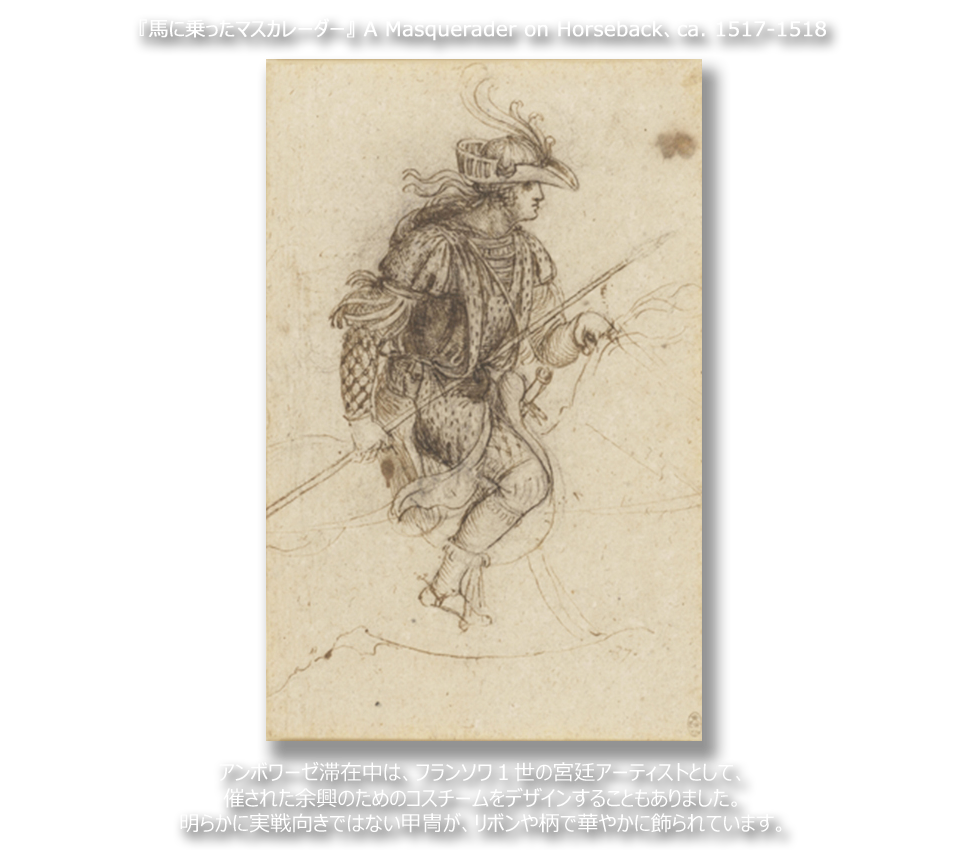 『馬に乗ったマスカレーダー』 A Masquerader on Horseback、ca. 1517-1518
アンボワーゼ滞在中は、フランソワ１世の宮廷アーティストとして、
催された余興のためのコスチームをデザインすることもありました。
明らかに実戦向きではない甲冑が、リボンや柄で華やかに飾られています。